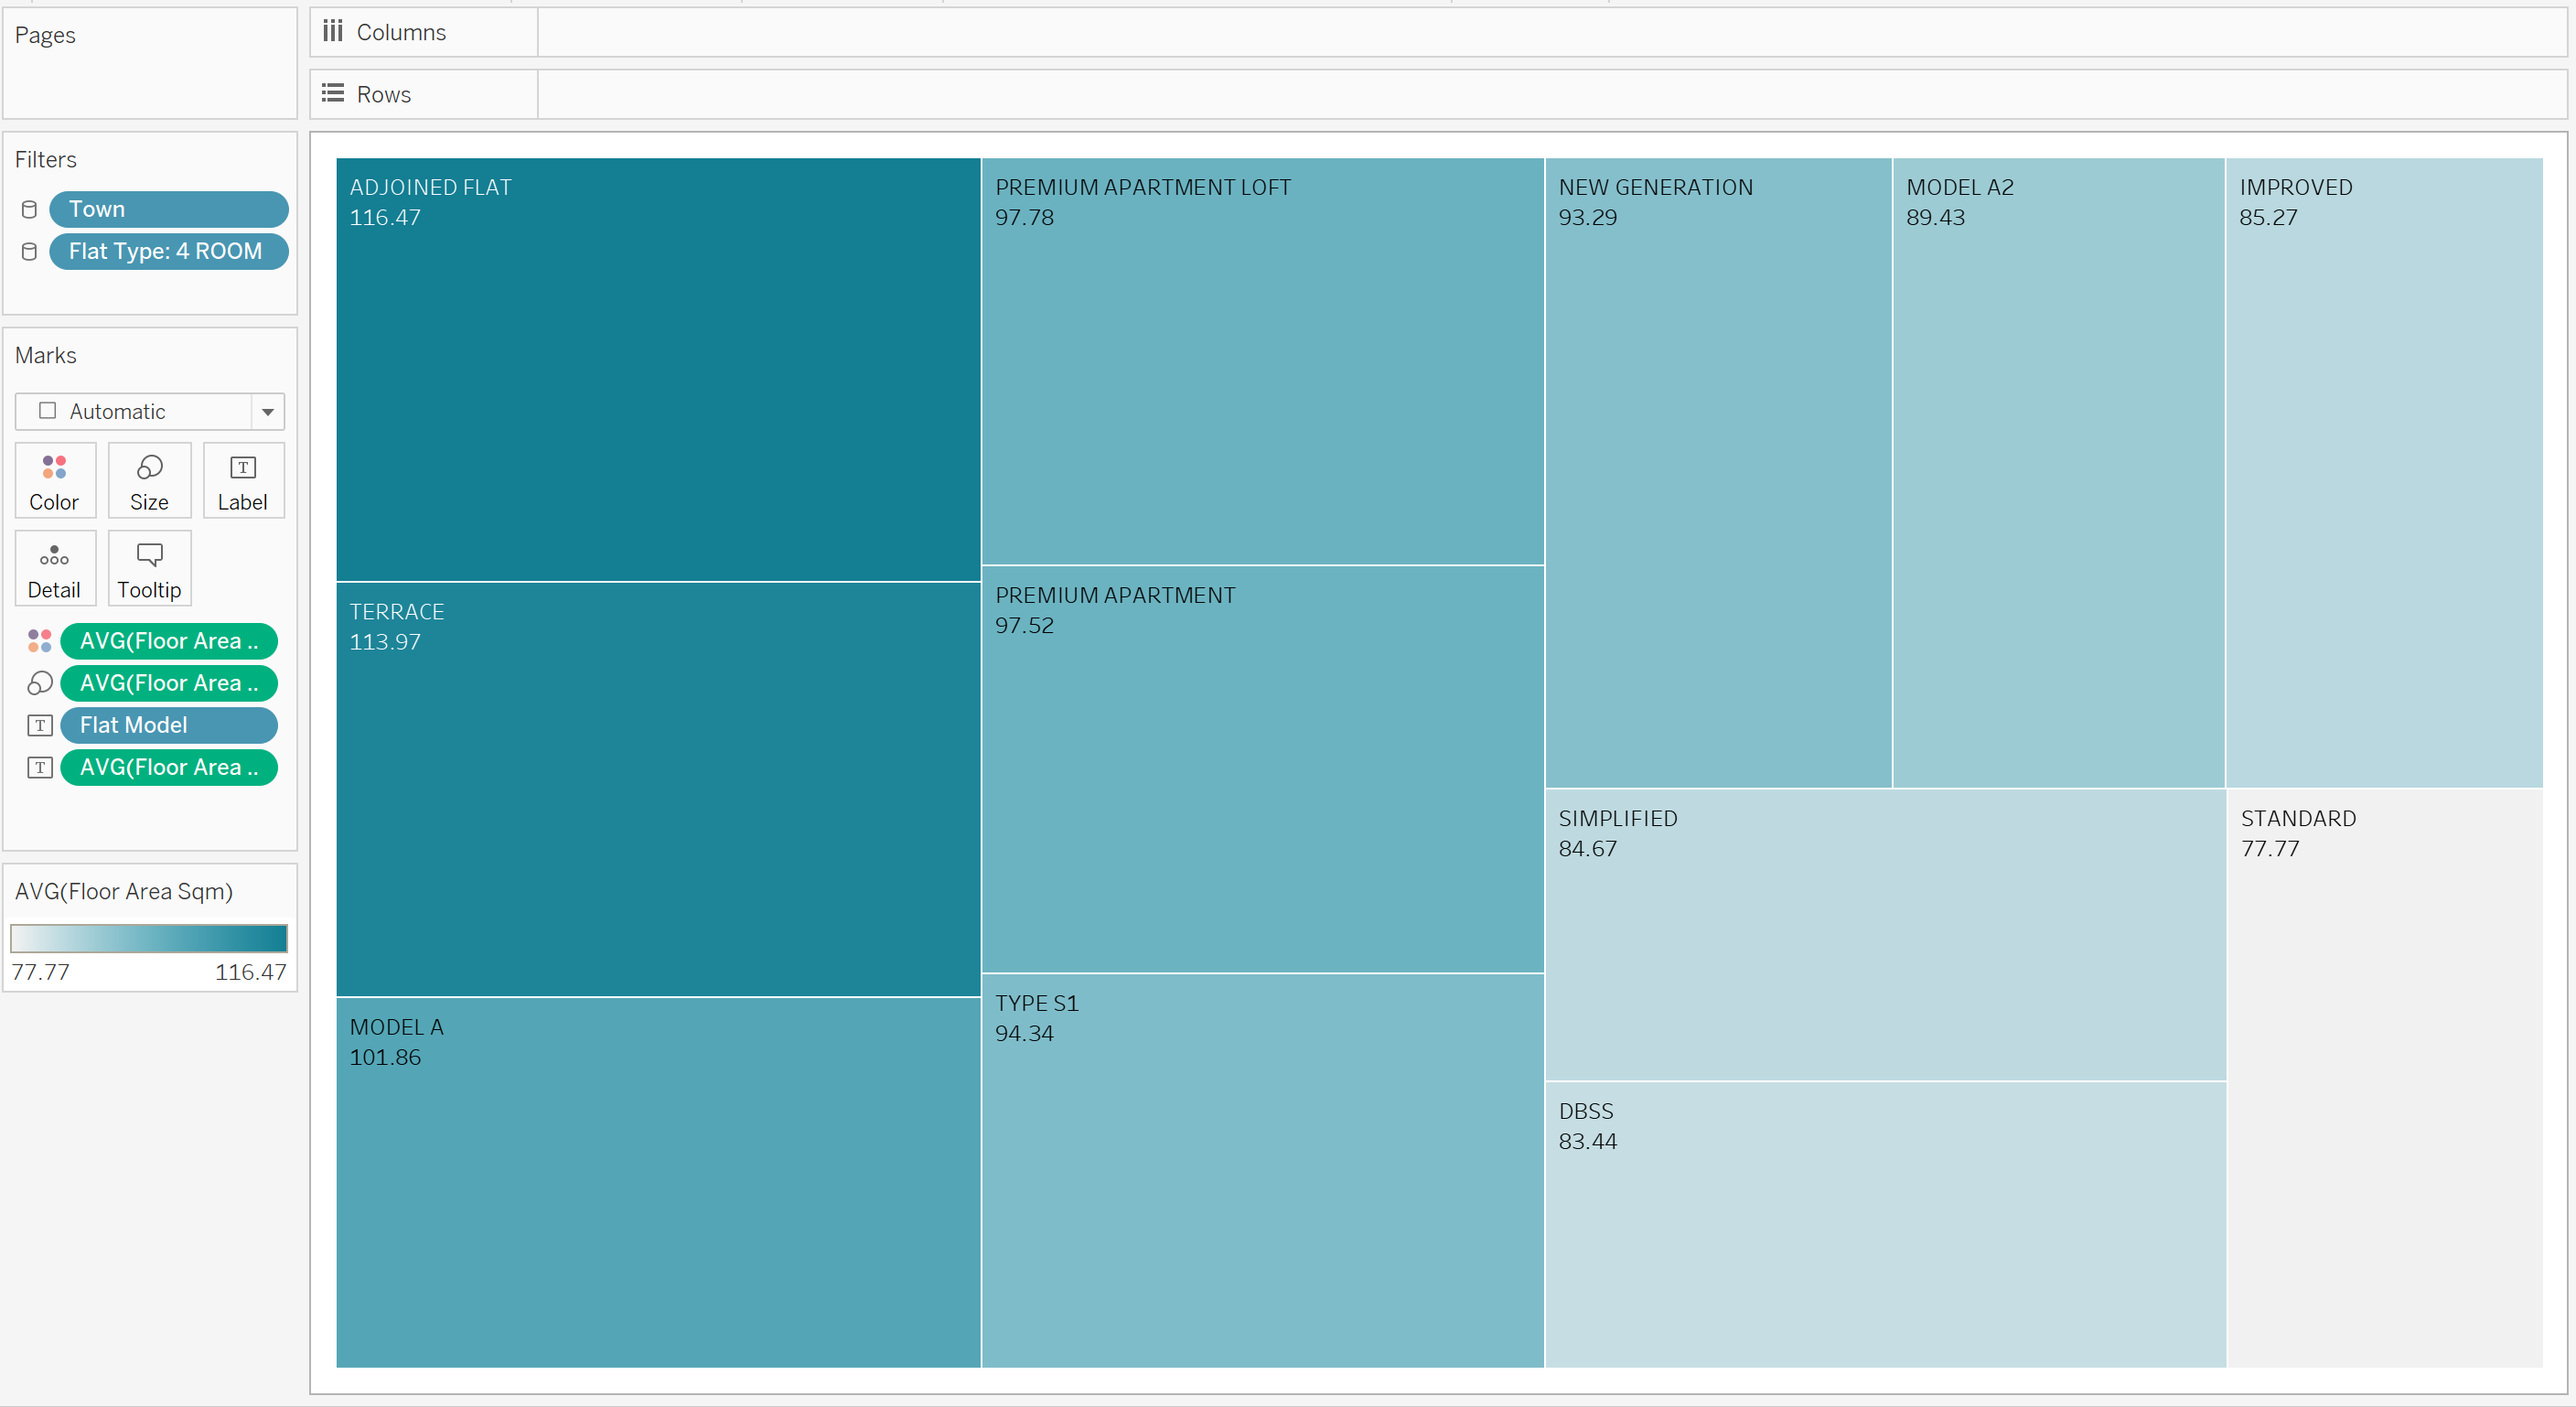 Pages
Columns
Rows
Filters
Town
Flat Type: 4 ROOM
Marks
Automatic
Color
Size
Label
Detail
Tooltip
AVG(Floor Area ..
AVG(Floor Area ..
Flat Model
AVG(Floor Area ..
AVG(Floor Area Sqm)
77.77 116.47
ADJOINED FLAT
116.47
TERRACE
113.97
MODEL A
101.86
PREMIUM APARTMENT LOFT
97.78
PREMIUM APARTMENT
97.52
TYPE S1
94.34
NEW GENERATION
93.29
MODEL A2
89.43
IMPROVED
85.27
SIMPLIFIED
84.67
DBSS
83.44
STANDARD
77.77